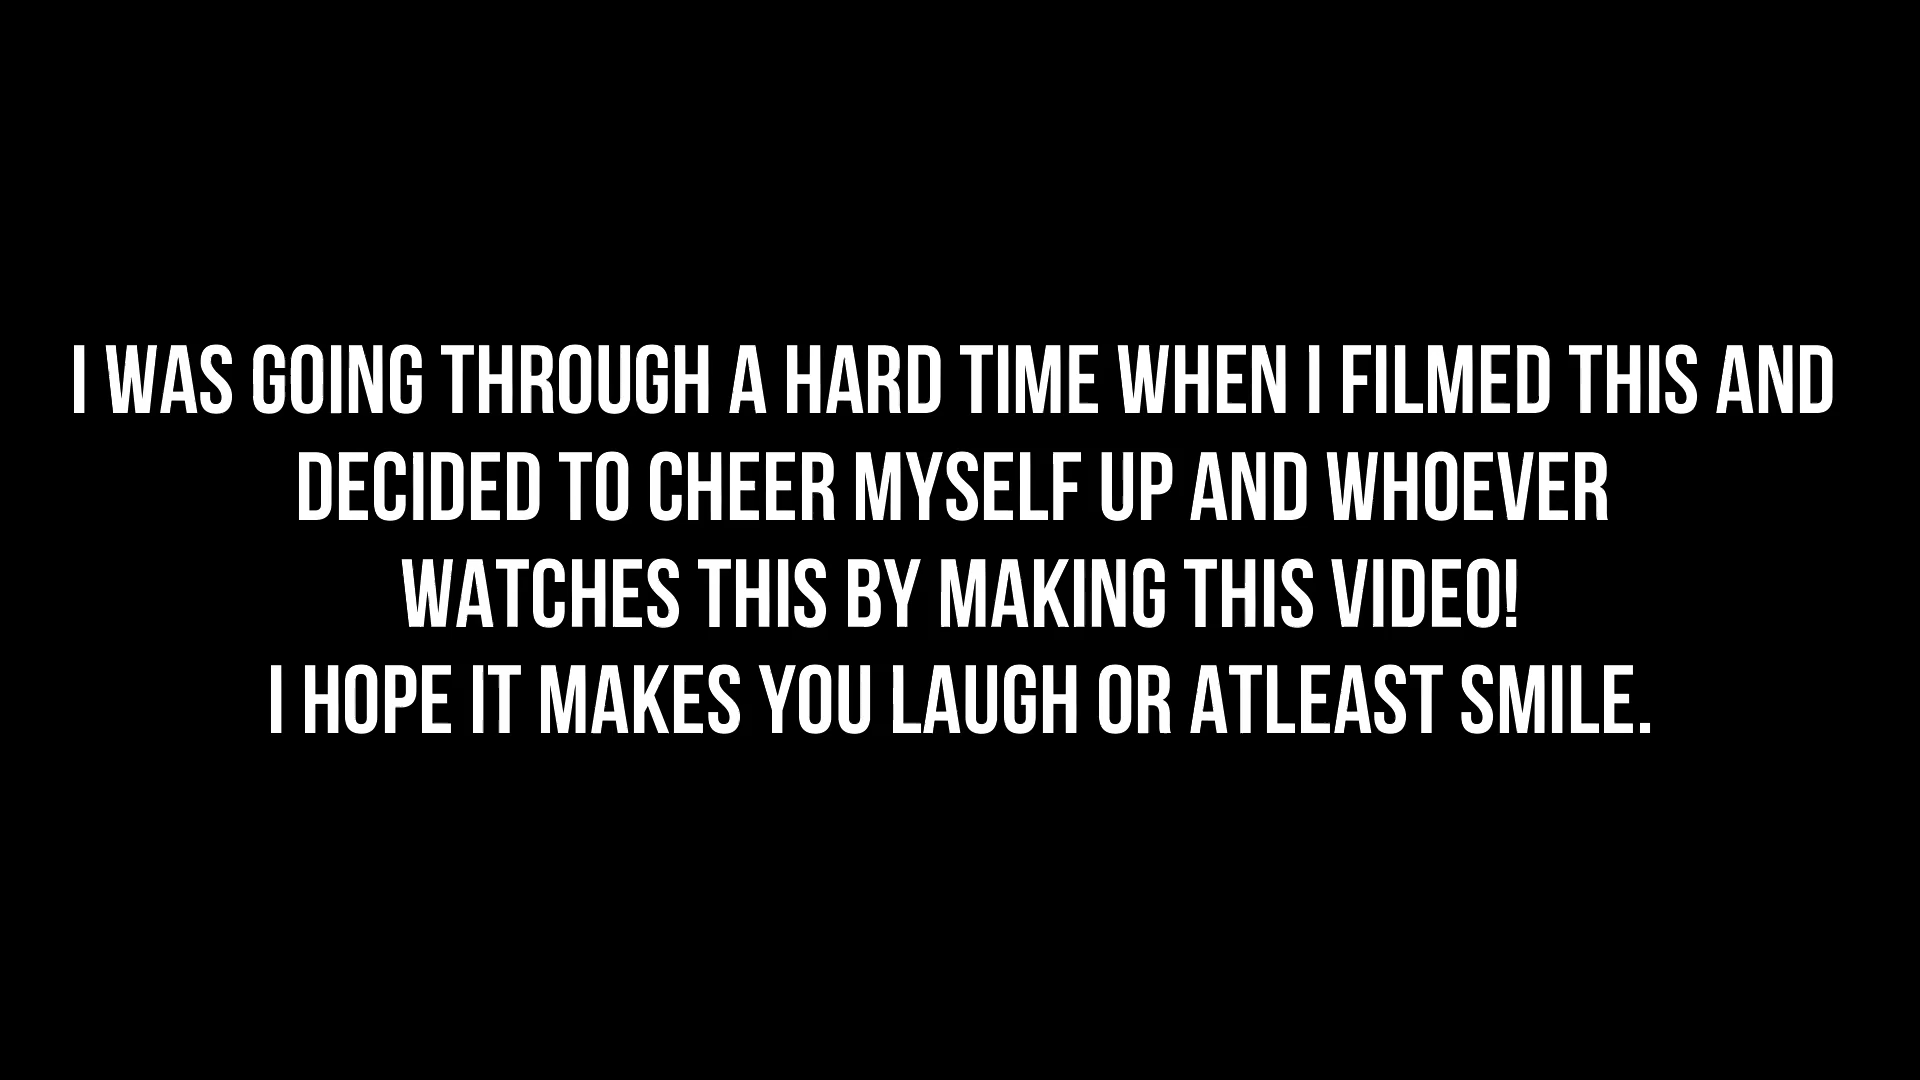 I WAS GOING THROUGH A HARD TIME WHEN I FILMED THIS AND
DECIDED TO CHEER MYSELF UP AND WHOEVER
WATCHES THIS BY MAKING THIS VIDEO!
I HOPE IT MAKES YOU LAUGH OR ATLEAST SMILE.